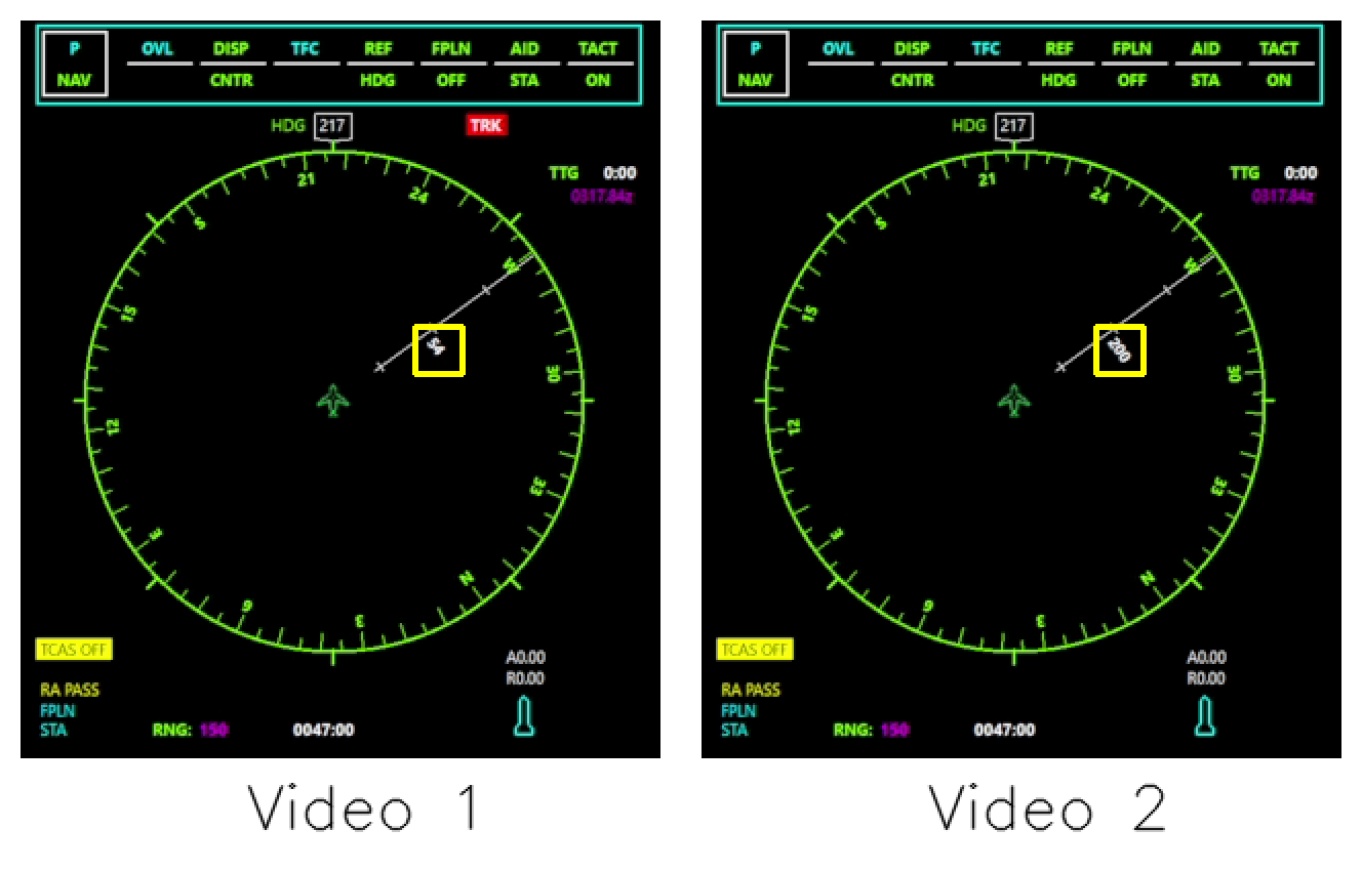 P OVL DISP TFC REF FPLN AID TACT
NAV CNTR HDG OFF STA ON
HDG 217 TRK
TTG 0:00
0317.84z
21
24
S
W
15
54
30
12
33
E
N
6
3
TCAS OFF
A0.00
R0.00
RA PASS
FPLN
STA
RNG: 150 0047:00
Video 1
P OVL DISP TFC REF FPLN AID TACT
NAV CNTR HDG OFF STA ON
HDG 217
TTG 0:00
0317.84z
21
24
S
W
15
200
30
12
33
E
N
6
3
TCAS OFF
A0.00
R0.00
RA PASS
FPLN
STA
RNG: 150 0047:00
Video 2